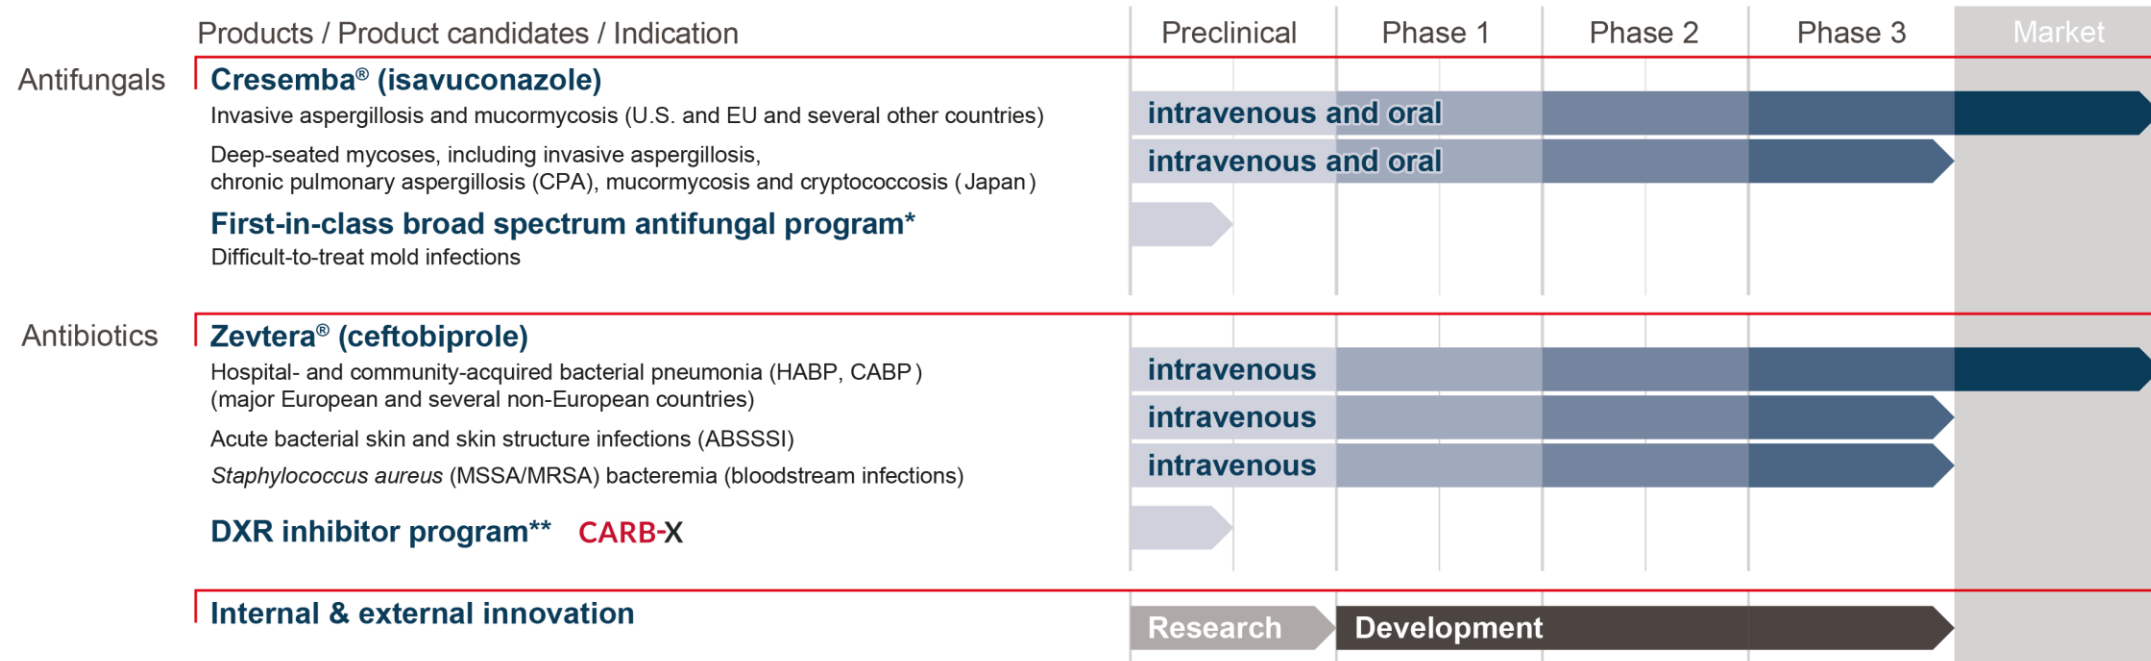 Products / Product candidates / Indication Preclinical Phase 1 Phase 2 Phase 3 Market
Antifungals Cresemba® (isavuconazole)
Invasive aspergillosis and mucormycosis (U.S. and EU and several other countries) intravenous and oral
Deep-seated mycoses, including invasive aspergillosis,
chronic pulmonary aspergillosis (CPA), mucormycosis and cryptococcosis (Japan) intravenous and oral
First-in-class broad spectrum antifungal program*
Difficult-to-treat mold infections
Antibiotics Zevtera® (ceftobiprole)
Hospital- and community-acquired bacterial pneumonia (HABP, CABP) intravenous
(major European and several non-European countries)
Acute bacterial skin and skin structure infections (ABSSSI) intravenous
Staphylococcus aureus (MSSA/MRSA) bacteremia (bloodstream infections) intravenous
DXR inhibitor program** CARB-X
Internal & external innovation Research Development